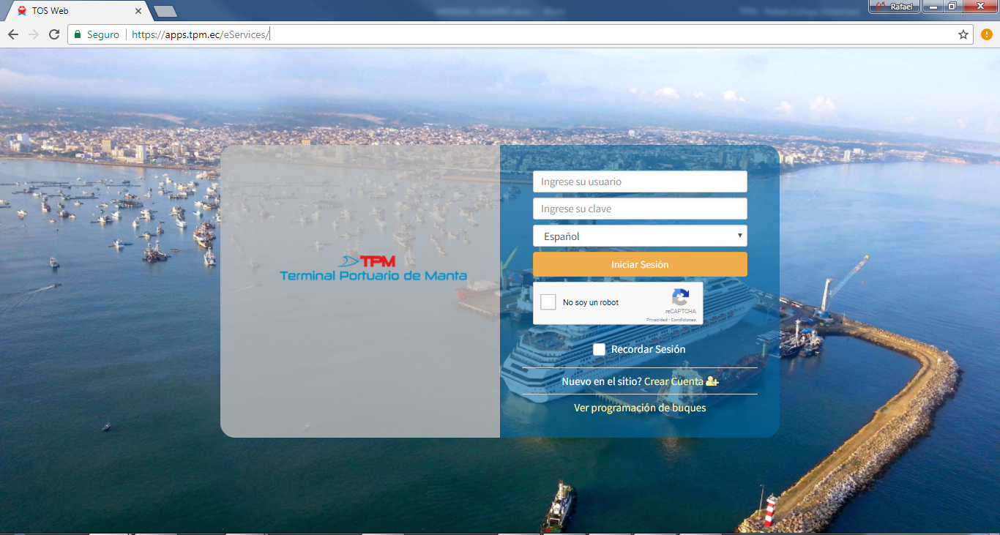 TOS Web
Rafael
Seguro
https://apps.tpm.ec/eServices/
Ingrese su usuario
Ingrese su clave
Español
Iniciar Sesión
TPM
Terminal Portuario de Manta
No soy un robot
reCAPTCHA
Privacidad - Condiciones
Recordar Sesión
Nuevo en el sitio? Crear Cuenta
Ver programación de buques